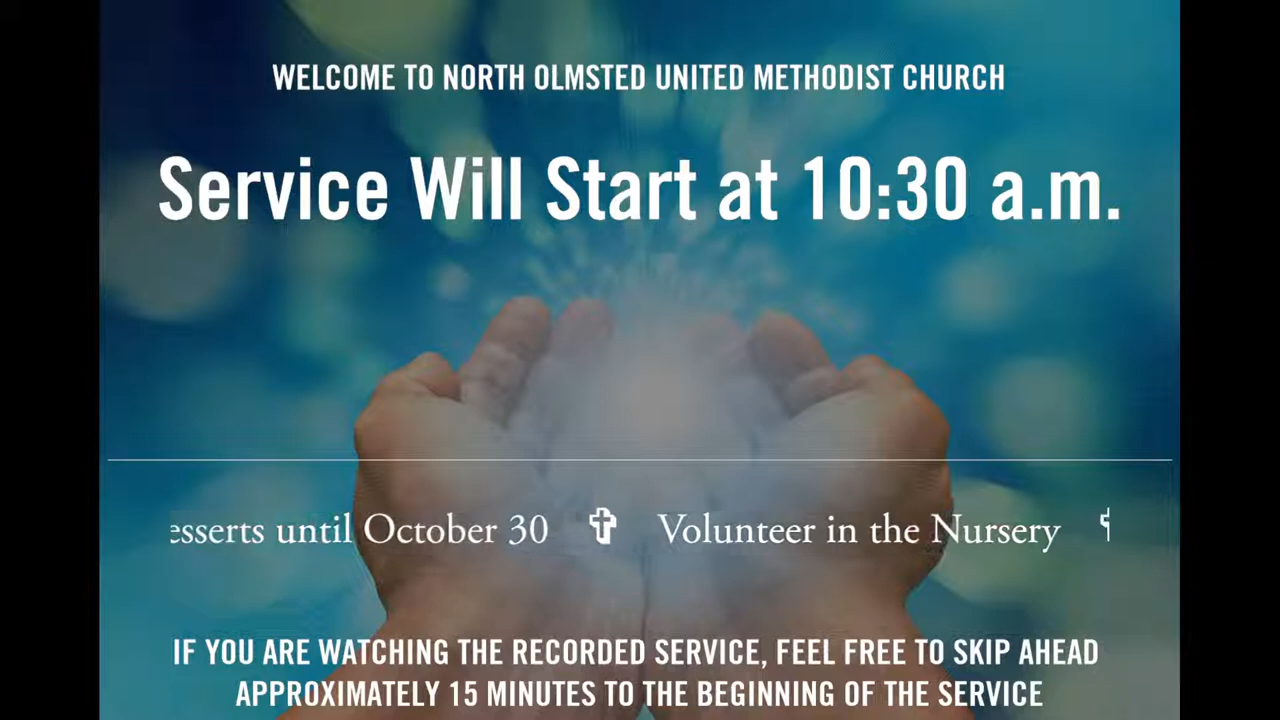 WELCOME TO NORTH OLMSTED UNITED METHODIST CHURCH
Service Will Start at 10:30 a.m.
esserts until October 30 ✞ Volunteer in the Nursery
IF YOU ARE WATCHING THE RECORDED SERVICE, FEEL FREE TO SKIP AHEAD
APPROXIMATELY 15 MINUTES TO THE BEGINNING OF THE SERVICE